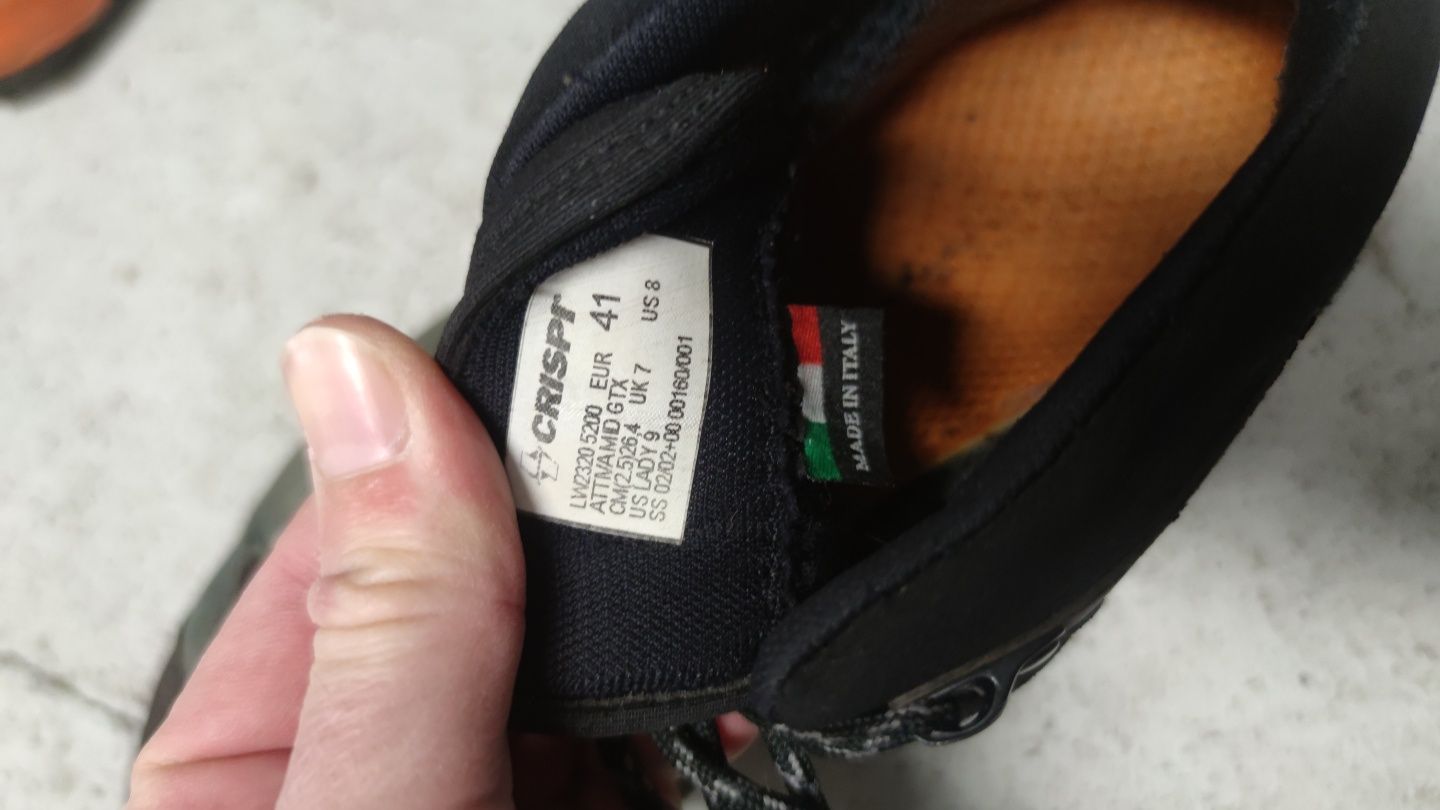 CRISPI
LW2320 5200 EUR 41
ATTIVA MID GTX
CM(2.5)26,4 UK 7
US LADY 9 US 8
SS 02/02+00 00160/001
MADE IN ITALY